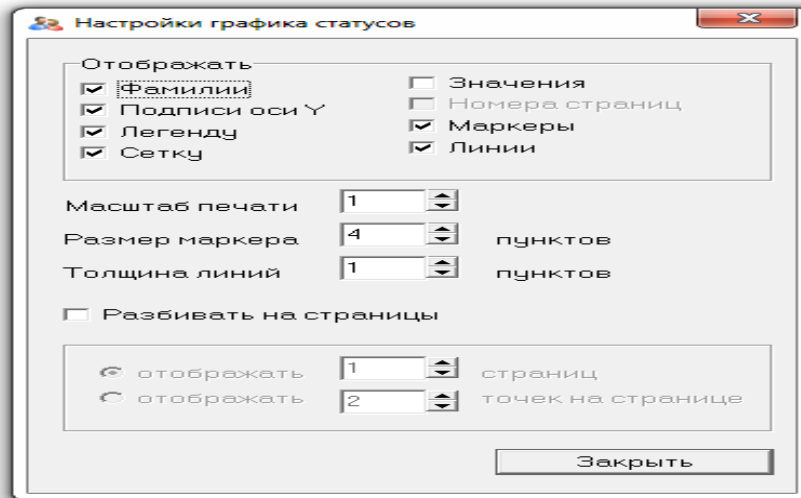 Настройки графика статусов
Отображать
Фамилии
Подписи оси Y
Легенду
Сетку
Значения
Номера страниц
Маркеры
Линии
Масштаб печати 1
Размер маркера 4 пунктов
Толщина линий 1 пунктов
Разбивать на страницы
отображать 1 страниц
отображать 2 точек на странице
Закрыть